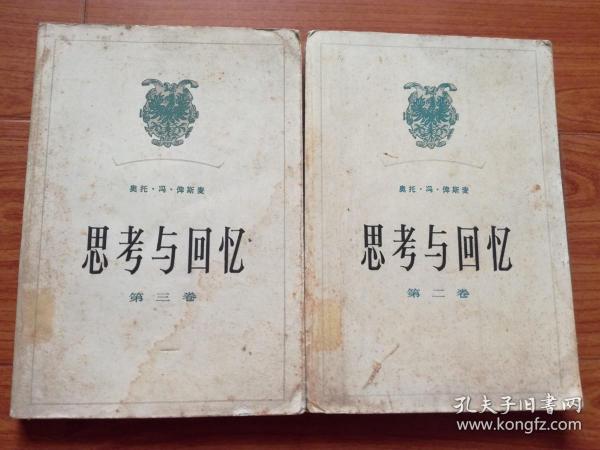 奥托·冯·俾斯麦
思考与回忆
第三卷
奥托·冯·俾斯麦
思考与回忆
第二卷
孔夫子旧书网
www.kongfz.com